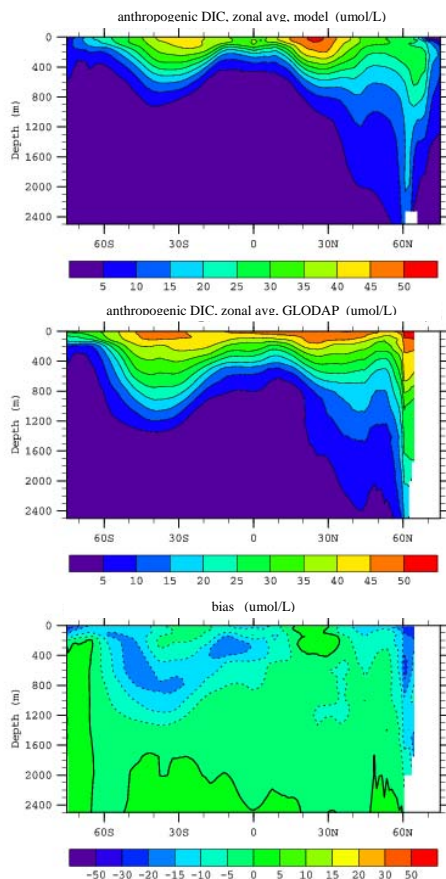 anthropogenic DIC, zonal avg, model (umol/L)
0
400
800
1200
1600
2000
2400
Depth (m)
60S 30S 0 30N 60N
5 10 15 20 25 30 35 40 45 50
anthropogenic DIC, zonal avg, GLODAP (umol/L)
0
400
800
1200
1600
2000
2400
Depth (m)
60S 30S 0 30N 60N
5 10 15 20 25 30 35 40 45 50
bias (umol/L)
0
400
800
1200
1600
2000
2400
Depth (m)
60S 30S 0 30N 60N
-50 -30 -20 -15 -10 -5 0 5 10 15 20 30 50